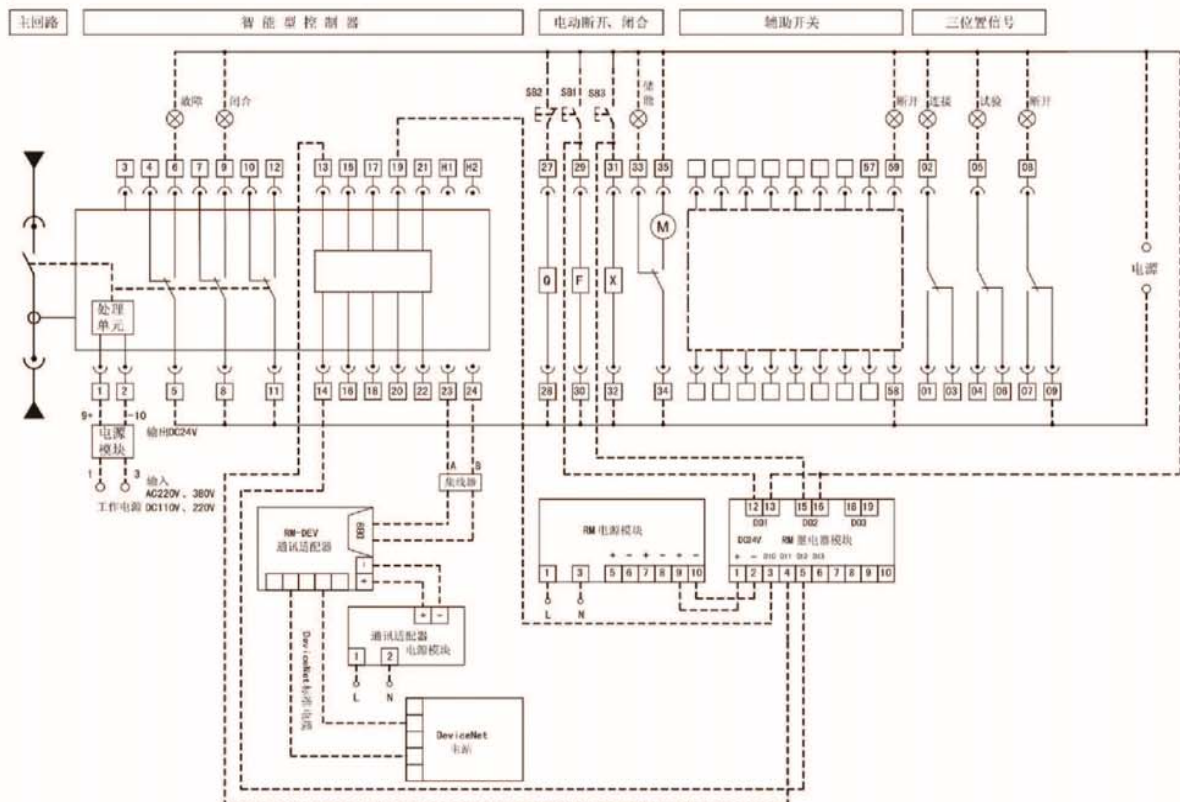 主回路 智能型控制器 电动断开、闭合 辅助开关 三位置信号
SB2 SB1 SB3 储能
故障 闭合 断开 连接 试验 断开
3 4 6 7 9 10 12 13 15 17 19 21 H1 H2 27 29 31 33 35 57 59 02 05 08
M
Q F X
电源
处理
单元
1 2 5 8 11 14 16 18 20 22 23 24 28 30 32 34 58 01 03 04 06 07 09
9+ -10
电源
模块
输出DC24V
1 3
输入
AC220V、380V
工作电源 DC110V、220V
A B
集线器
RM-DEV
通讯适配器
- +
+ -
通讯适配器
电源模块
1 2
L N
DeviceNet标准电缆
DeviceNet
RM 电源模块
+ - + - + -
1 3 5 6 7 8 9 10
L N
12 13 15 16 18 19
DO1 DO2 DO3
DC24V RM 继电器模块
+ - DI0 DI1 DI2 DI3
1 2 3 4 5 6 7 8 9 10